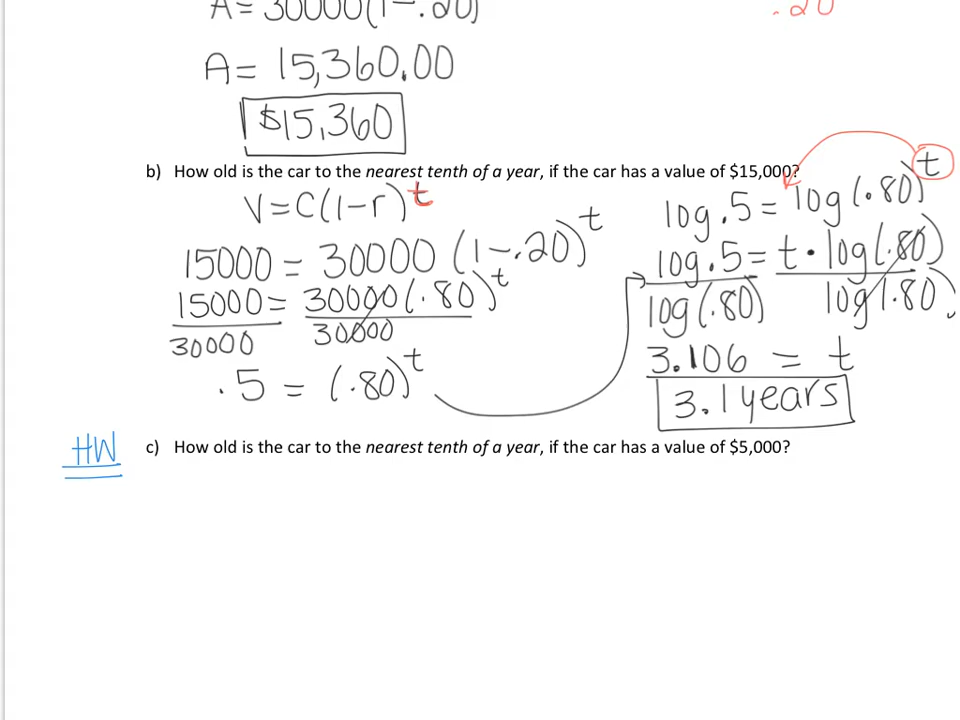 A= 30000(1-.20)
.20
A= 15,360.00
$15,360
b) How old is the car to the nearest tenth of a year, if the car has a value of $15,000?
V=C(1-r)^t
15000 = 30000 (1-.20)^t
15000 = 30000 (.80)^t
30000 30000
.5 = (.80)^t
log .5 = log (.80)^t
log .5 = t · log (.80)
log (.80) log (.80)
3.106 = t
3.1 years
HW
c) How old is the car to the nearest tenth of a year, if the car has a value of $5,000?